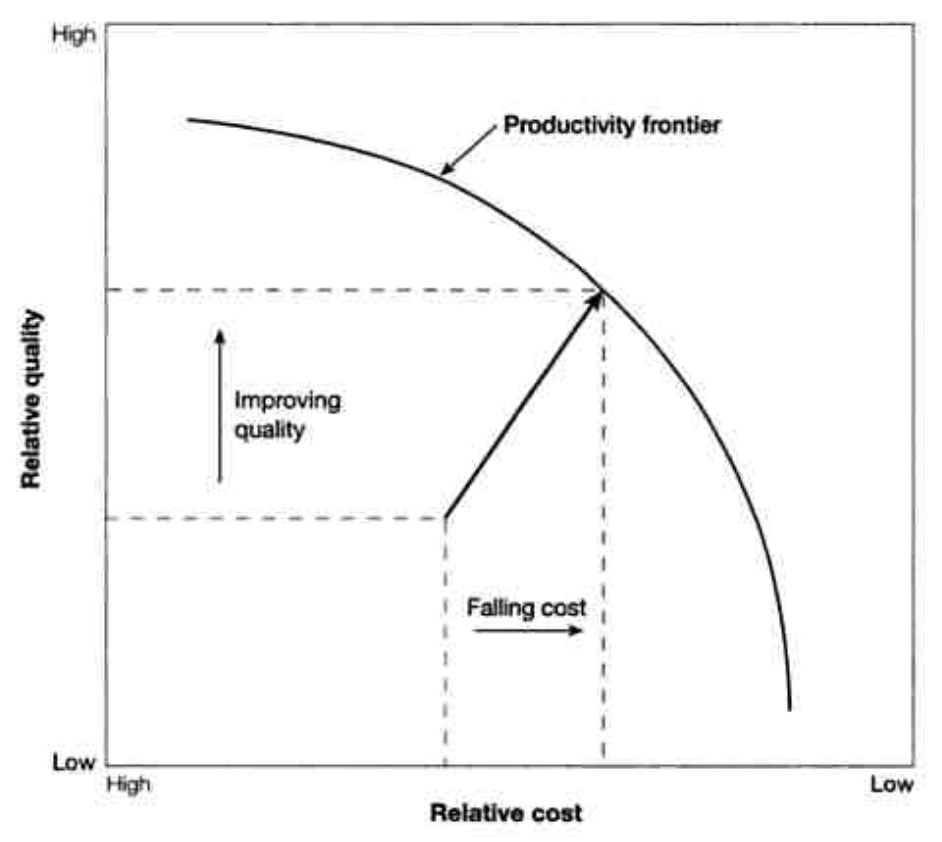 High
Productivity frontier
Relative quality
Improving
quality
Falling cost
Low
High
Low
Relative cost